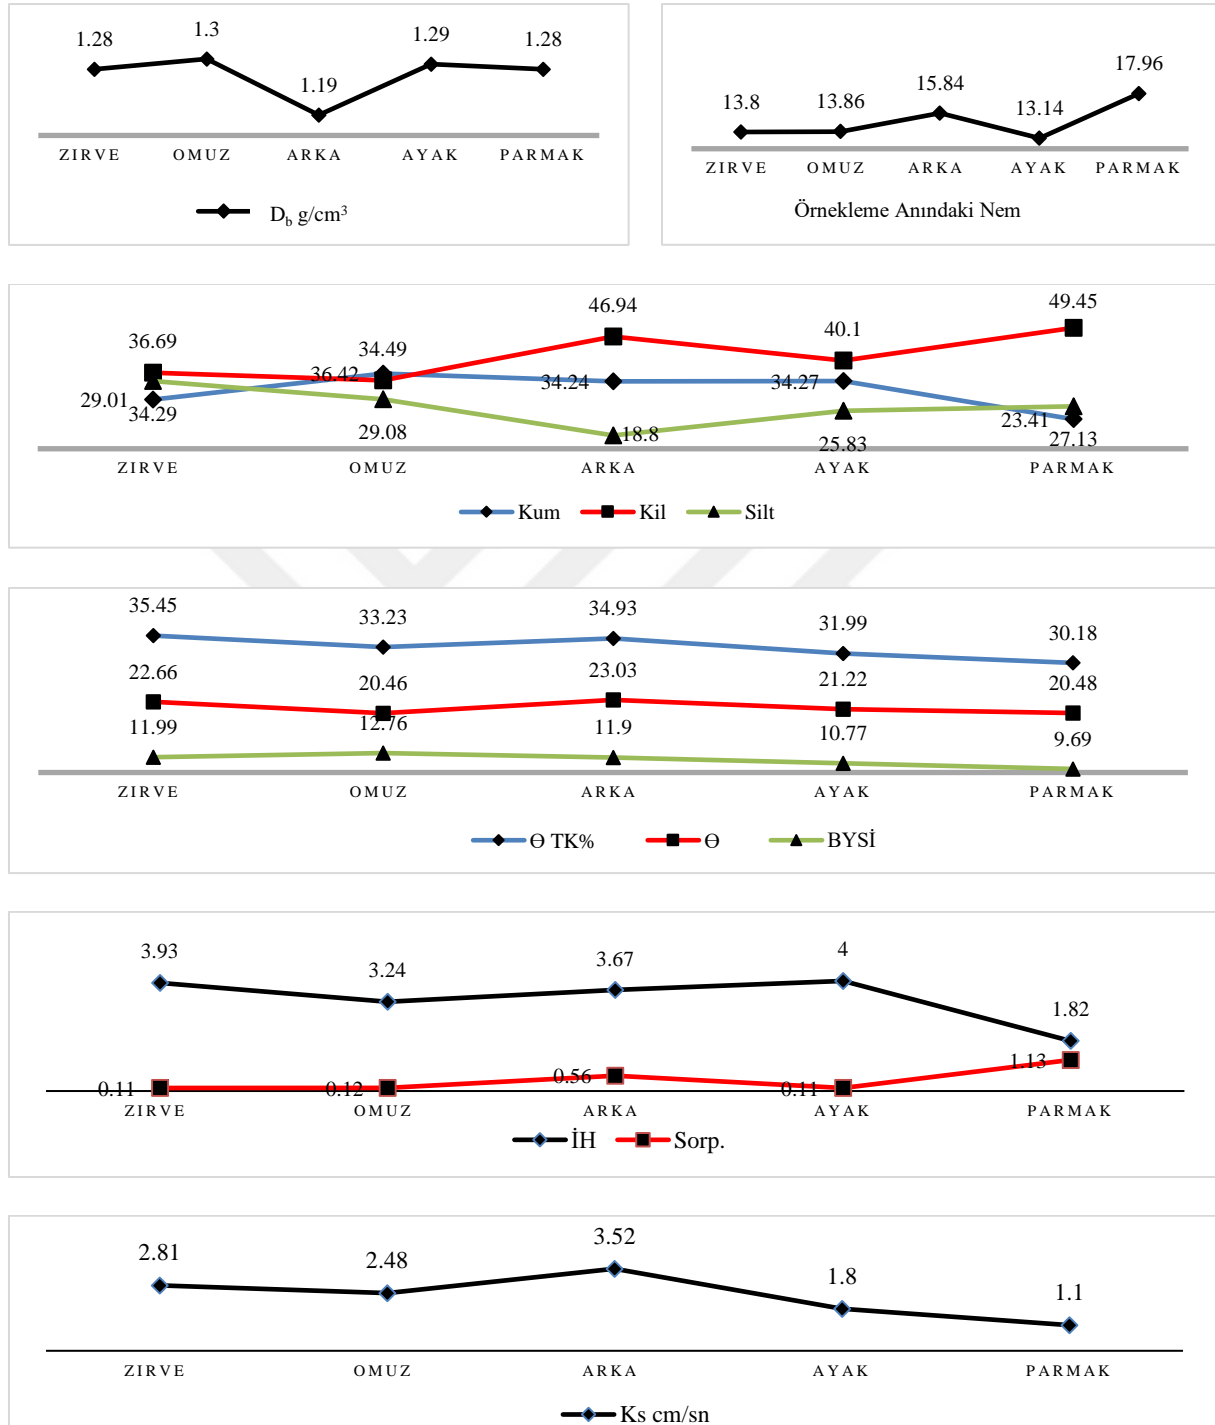 1.28 1.3 1.19 1.29 1.28
ZIRVE OMUZ ARKA AYAK PARMAK
D_b g/cm³
13.8 13.86 15.84 13.14 17.96
ZIRVE OMUZ ARKA AYAK PARMAK
Örnekleme Anındaki Nem
36.69 34.49 46.94 40.1 49.45
29.01 36.42 34.24 34.27 23.41
34.29 29.08 18.8 25.83 27.13
ZIRVE OMUZ ARKA AYAK PARMAK
Kum Kil Silt
35.45 33.23 34.93 31.99 30.18
22.66 20.46 23.03 21.22 20.48
11.99 12.76 11.9 10.77 9.69
ZIRVE OMUZ ARKA AYAK PARMAK
Ѳ TK% Ѳ BYSİ
3.93 3.24 3.67 4 1.82
0.11 0.12 0.56 0.11 1.13
ZIRVE OMUZ ARKA AYAK PARMAK
İH Sorp.
2.81 2.48 3.52 1.8 1.1
ZIRVE OMUZ ARKA AYAK PARMAK
Ks cm/sn